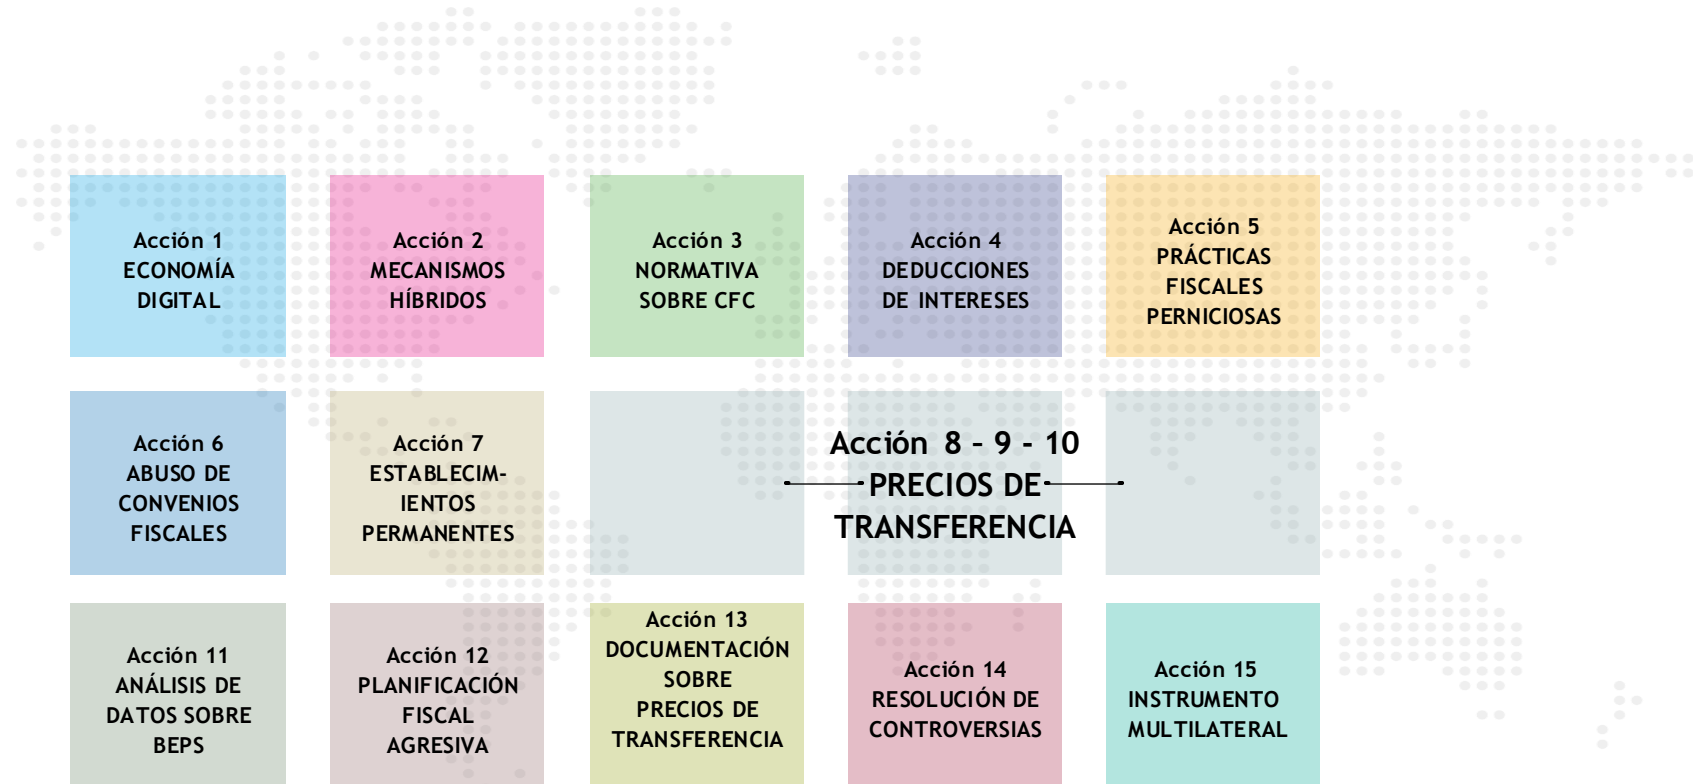 Acción 1
ECONOMÍA
DIGITAL
Acción 2
MECANISMOS
HÍBRIDOS
Acción 3
NORMATIVA
SOBRE CFC
Acción 4
DEDUCCIONES
DE INTERESES
Acción 5
PRÁCTICAS
FISCALES
PERNICIOSAS
Acción 6
ABUSO DE
CONVENIOS
FISCALES
Acción 7
ESTABLECIM-
IENTOS
PERMANENTES
Acción 8 – 9 - 10
PRECIOS DE
TRANSFERENCIA
Acción 11
ANÁLISIS DE
DATOS SOBRE
BEPS
Acción 12
PLANIFICACIÓN
FISCAL
AGRESIVA
Acción 13
DOCUMENTACIÓN
SOBRE
PRECIOS DE
TRANSFERENCIA
Acción 14
RESOLUCIÓN DE
CONTROVERSIAS
Acción 15
INSTRUMENTO
MULTILATERAL